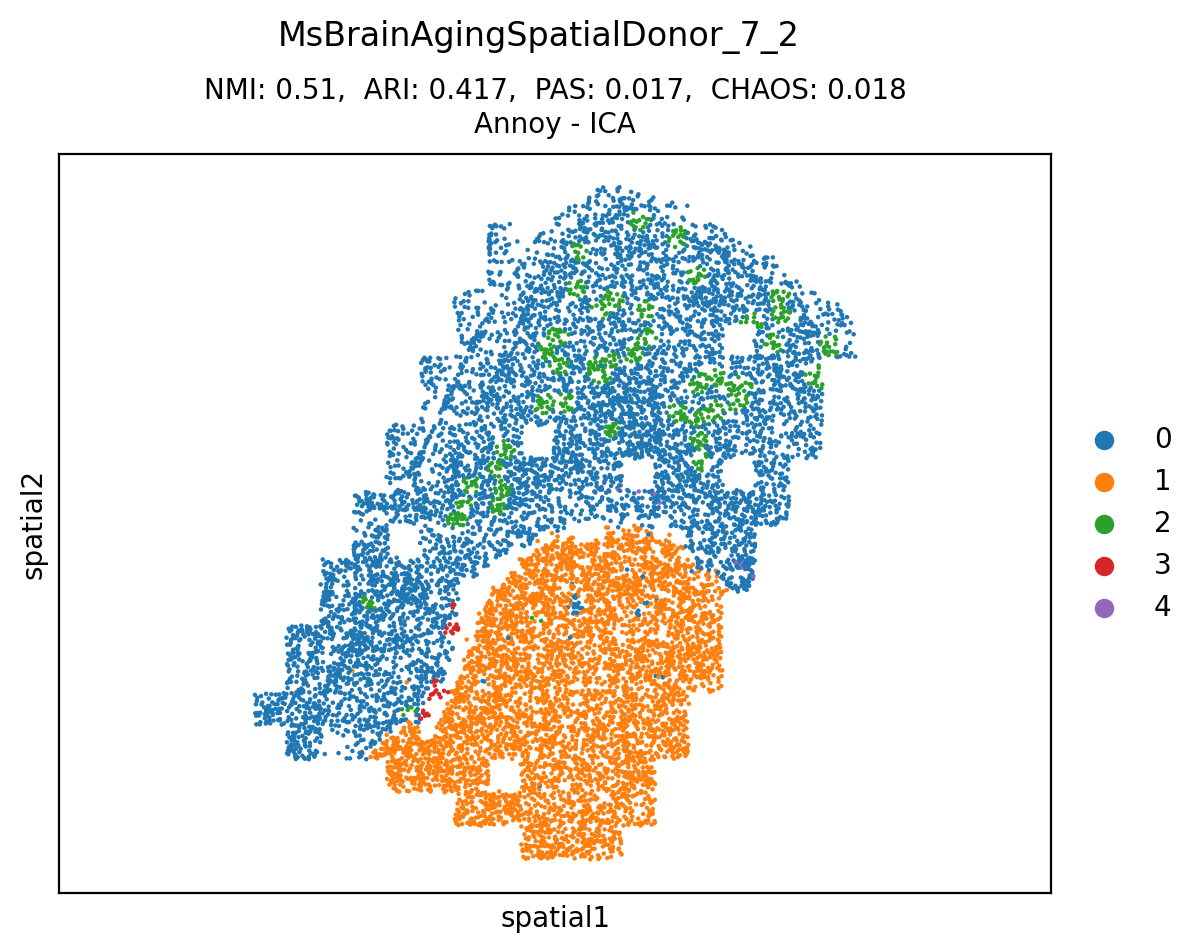 MsBrainAgingSpatialDonor_7_2
NMI: 0.51,  ARI: 0.417,  PAS: 0.017,  CHAOS: 0.018
Annoy - ICA
spatial2
0
1
2
3
4
spatial1